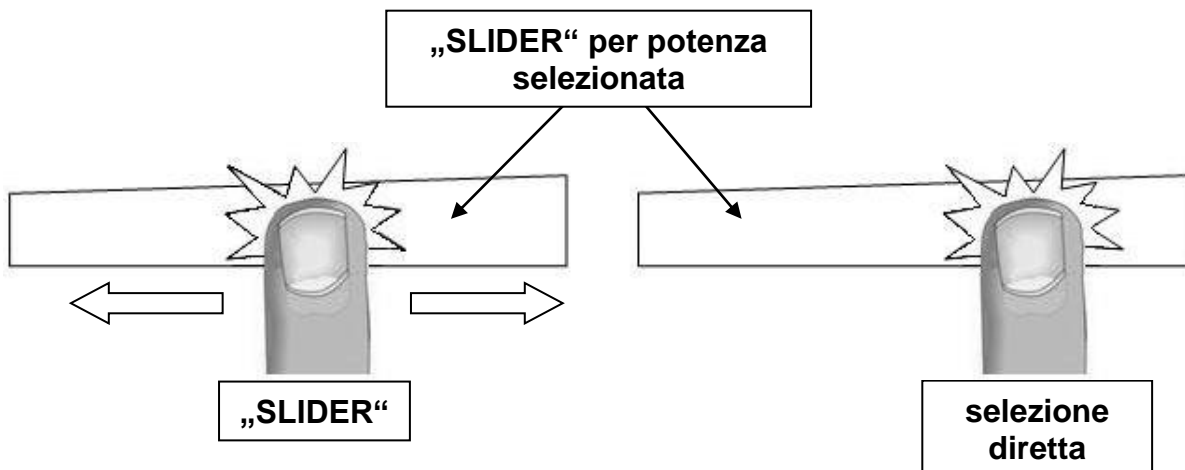 „SLIDER“ per potenza
selezionata
„SLIDER“
selezione
diretta